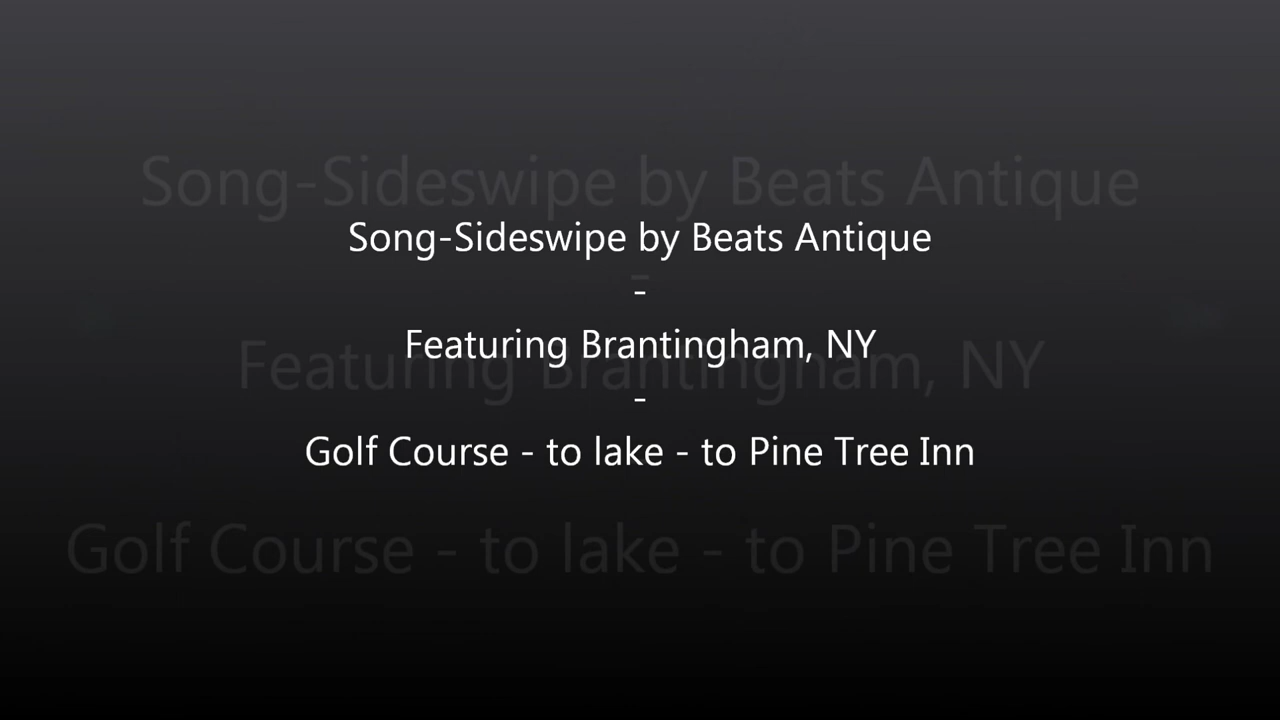 Song-Sideswipe by Beats Antique
-
Featuring Brantingham, NY
-
Golf Course - to lake - to Pine Tree Inn